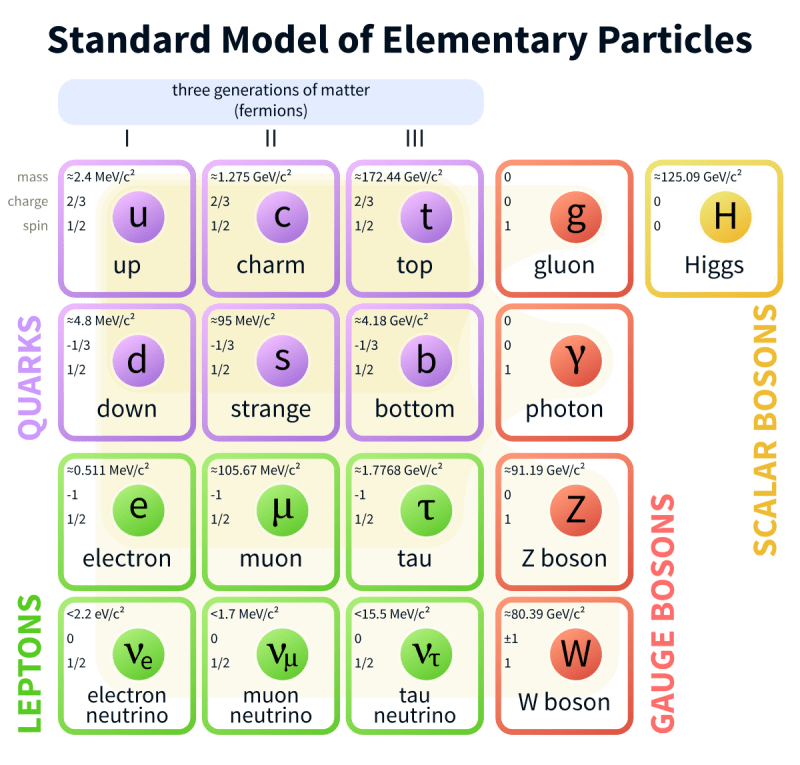 Standard Model of Elementary Particles
three generations of matter
(fermions)
I II III
mass
charge
spin
≈2.4 MeV/c²
2/3
1/2
u
up
≈1.275 GeV/c²
2/3
1/2
c
charm
≈172.44 GeV/c²
2/3
1/2
t
top
0
0
1
g
gluon
≈125.09 GeV/c²
0
0
H
Higgs
QUARKS
≈4.8 MeV/c²
-1/3
1/2
d
down
≈95 MeV/c²
-1/3
1/2
s
strange
≈4.18 GeV/c²
-1/3
1/2
b
bottom
0
0
1
γ
photon
SCALAR BOSONS
≈0.511 MeV/c²
-1
1/2
e
electron
≈105.67 MeV/c²
-1
1/2
μ
muon
≈1.7768 GeV/c²
-1
1/2
τ
tau
≈91.19 GeV/c²
0
1
Z
Z boson
GAUGE BOSONS
LEPTONS
<2.2 eV/c²
0
1/2
νe
electron
neutrino
<1.7 MeV/c²
0
1/2
νμ
muon
neutrino
<15.5 MeV/c²
0
1/2
ντ
tau
neutrino
≈80.39 GeV/c²
±1
1
W
W boson